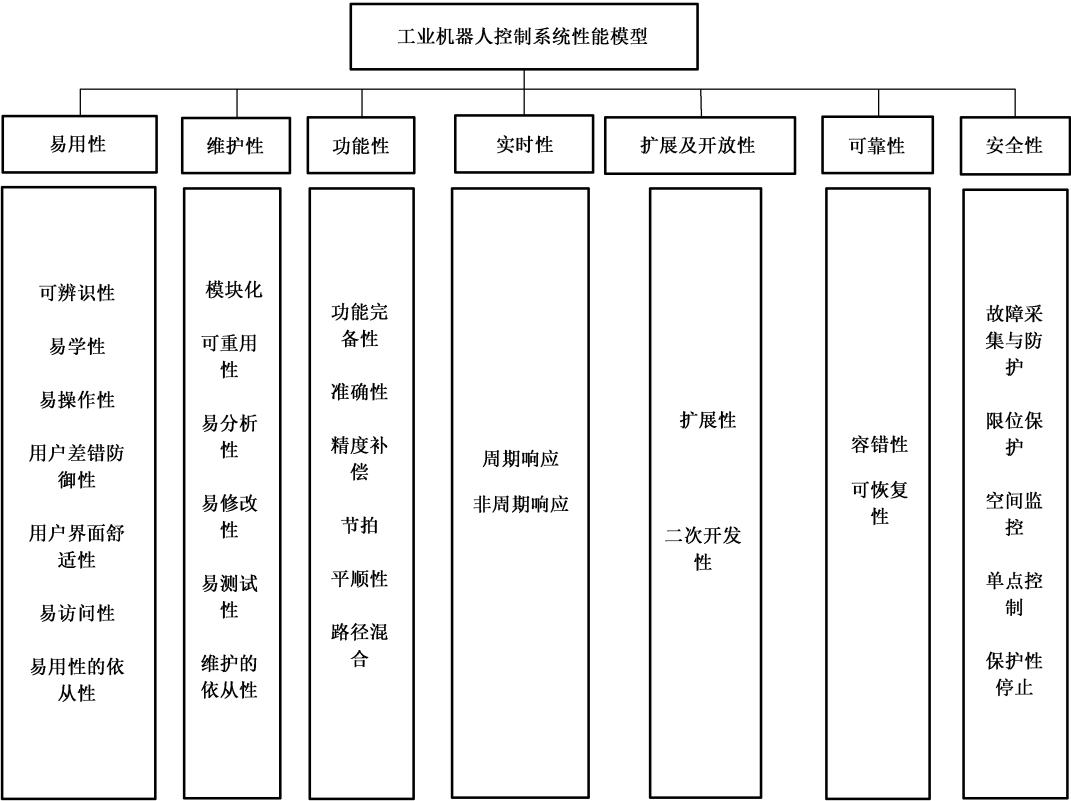 工业机器人控制系统性能模型
易用性
维护性
功能性
实时性
扩展及开放性
可靠性
安全性
可辨识性
易学性
易操作性
用户差错防
御性
用户界面舒
适性
易访问性
易用性的依
从性
模块化
可重用
性
易分析
性
易修改
性
易测试
性
维护的
依从性
功能完
备性
准确性
精度补
偿
节拍
平顺性
路径混
合
周期响应
非周期响应
扩展性
二次开发
性
容错性
可恢复
性
故障采
集与防
护
限位保
护
空间监
控
单点控
制
保护性
停止